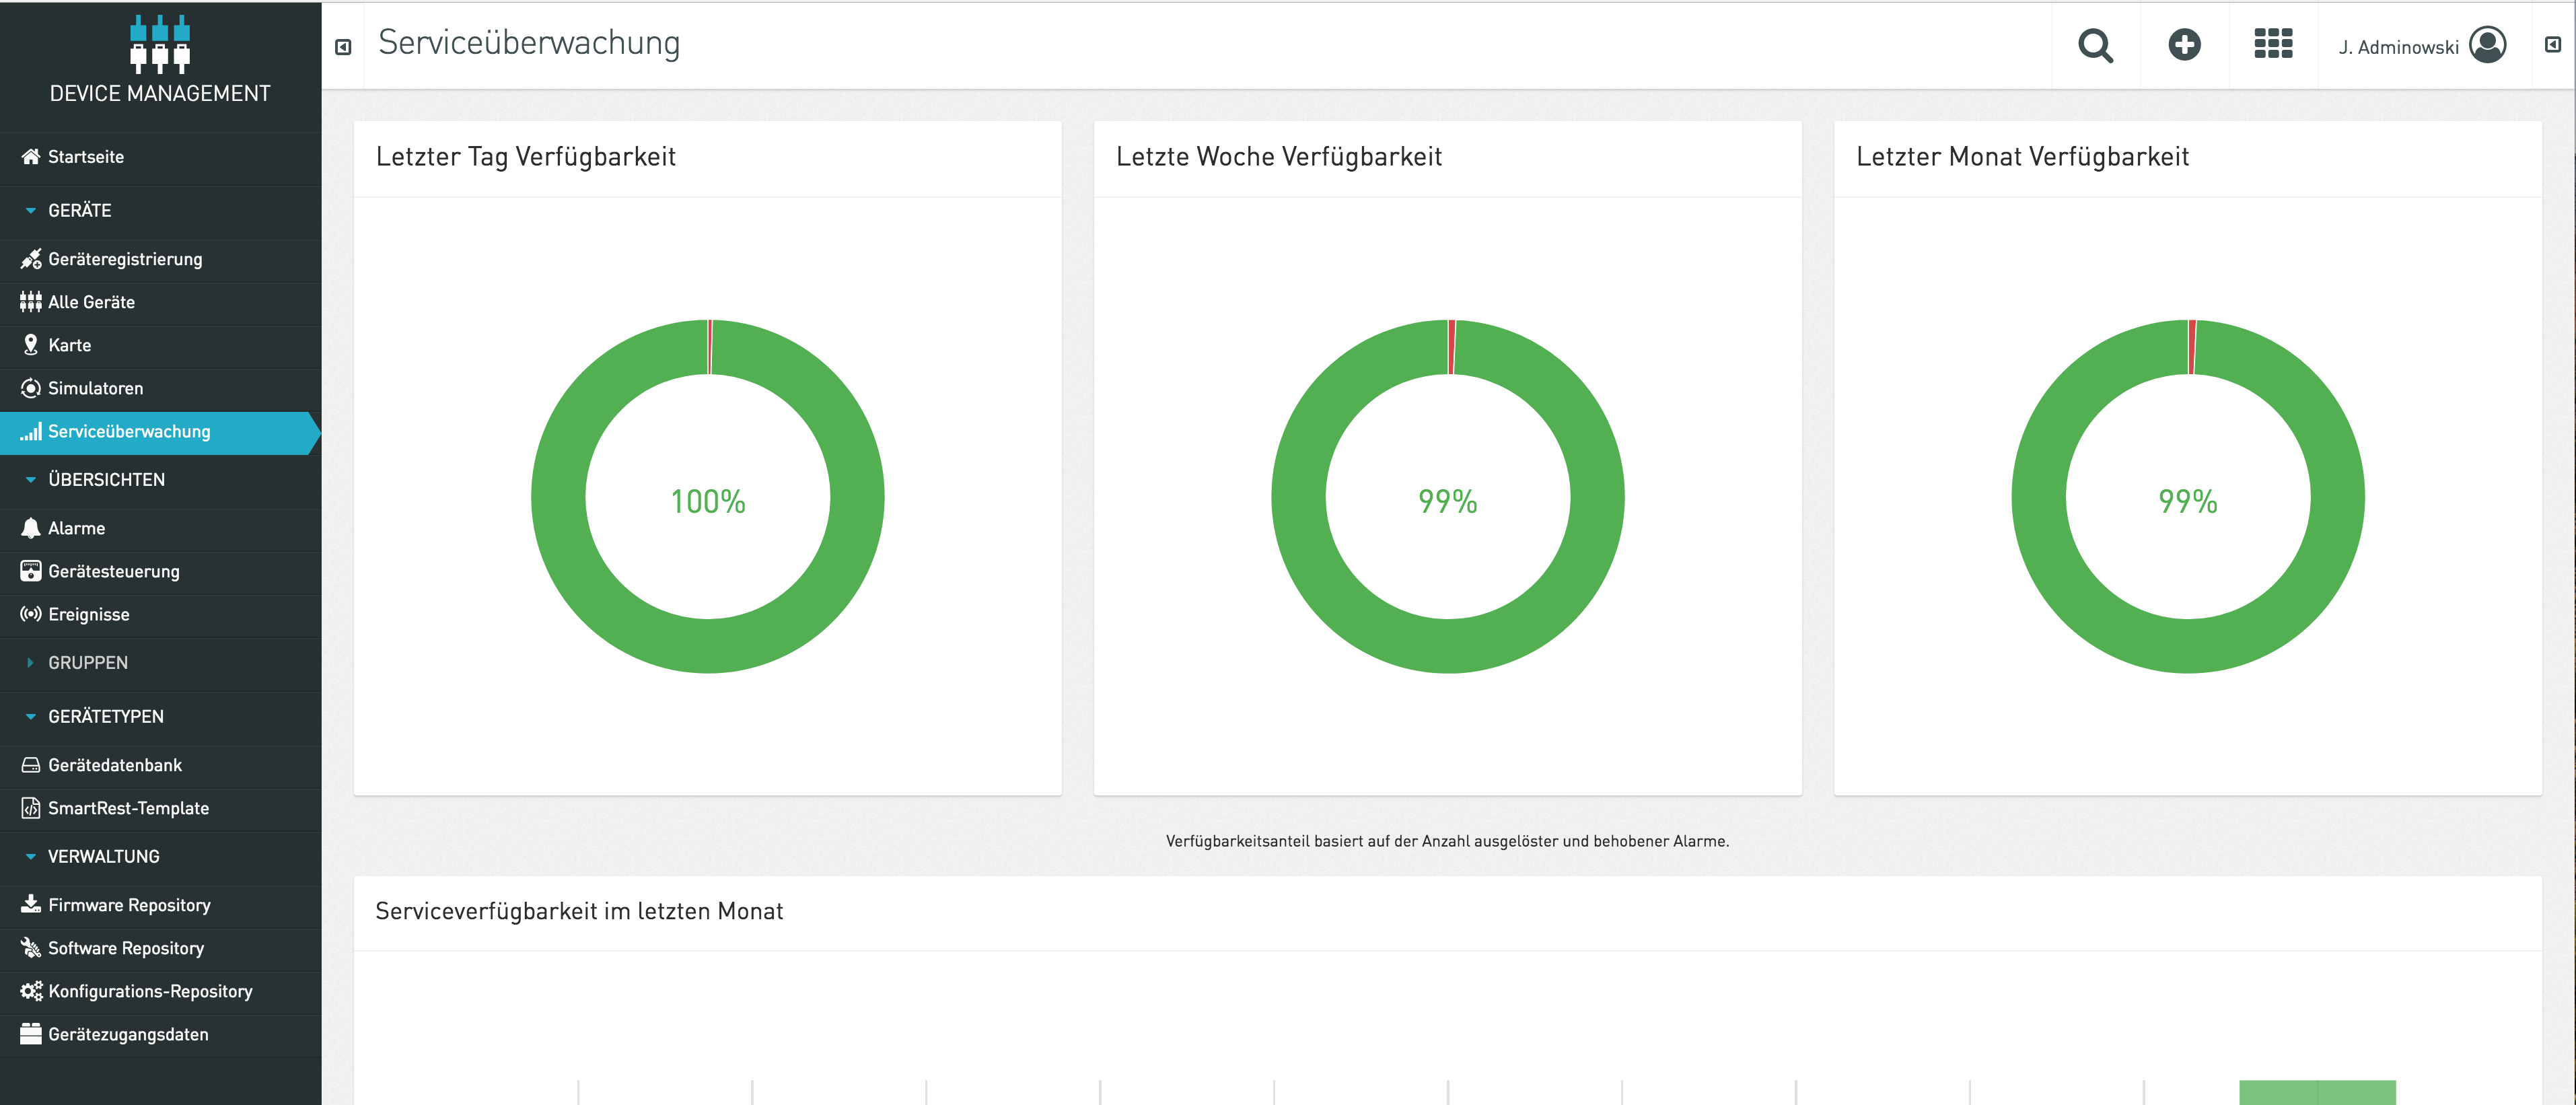 DEVICE MANAGEMENT
Startseite
GERÄTE
Geräteregistrierung
Alle Geräte
Karte
Simulatoren
Serviceüberwachung
ÜBERSICHTEN
Alarme
Gerätesteuerung
Ereignisse
GRUPPEN
GERÄTETYPEN
Gerätedatenbank
SmartRest-Template
VERWALTUNG
Firmware Repository
Software Repository
Konfigurations-Repository
Gerätezugangsdaten
Serviceüberwachung
J. Adminowski
Letzter Tag Verfügbarkeit
100%
Letzte Woche Verfügbarkeit
99%
Letzter Monat Verfügbarkeit
99%
Verfügbarkeitsanteil basiert auf der Anzahl ausgelöster und behobener Alarme.
Serviceverfügbarkeit im letzten Monat